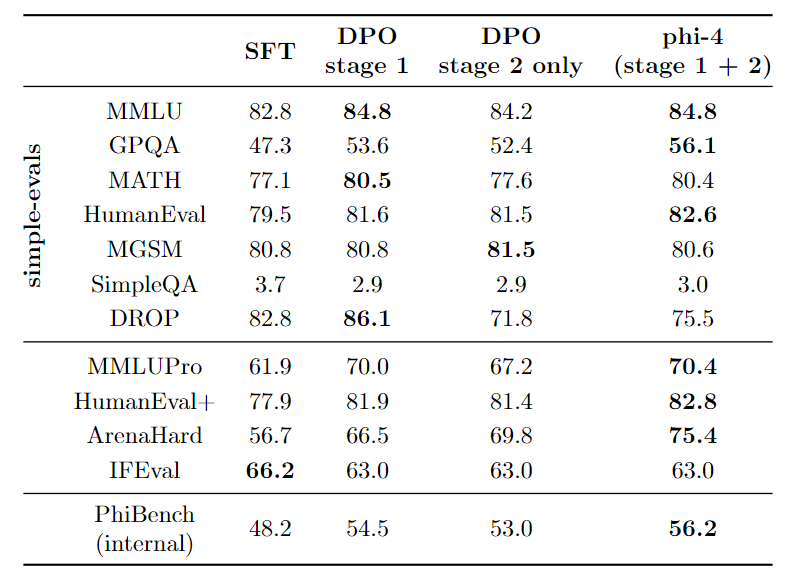 SFT DPO stage 1 DPO stage 2 only phi-4 (stage 1 + 2)
simple-evals
MMLU 82.8 84.8 84.2 84.8
GPQA 47.3 53.6 52.4 56.1
MATH 77.1 80.5 77.6 80.4
HumanEval 79.5 81.6 81.5 82.6
MGSM 80.8 80.8 81.5 80.6
SimpleQA 3.7 2.9 2.9 3.0
DROP 82.8 86.1 71.8 75.5
MMLUPro 61.9 70.0 67.2 70.4
HumanEval+ 77.9 81.9 81.4 82.8
ArenaHard 56.7 66.5 69.8 75.4
IFEval 66.2 63.0 63.0 63.0
PhiBench (internal) 48.2 54.5 53.0 56.2